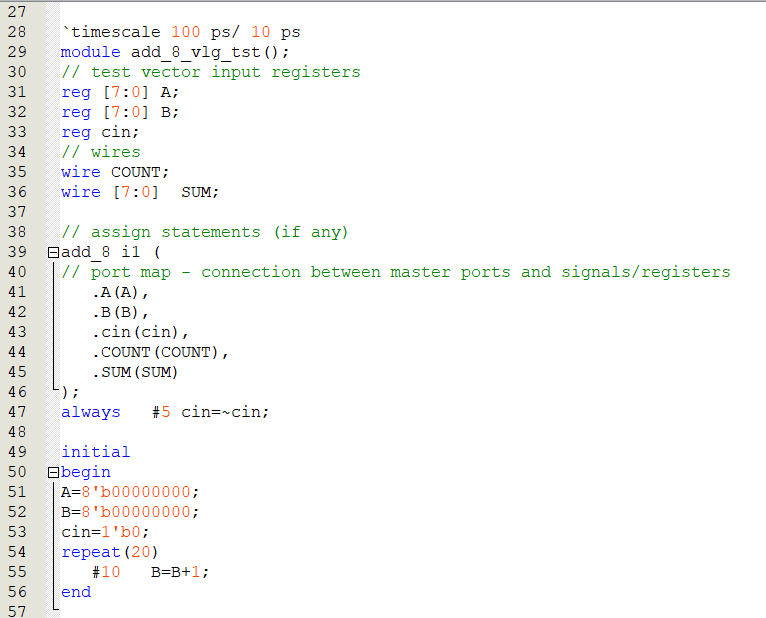 27
28 `timescale 100 ps/ 10 ps
29 module add_8_vlg_tst();
30 // test vector input registers
31 reg [7:0] A;
32 reg [7:0] B;
33 reg cin;
34 // wires
35 wire COUNT;
36 wire [7:0]  SUM;
37
38 // assign statements (if any)
39 add_8 i1 (
40 // port map - connection between master ports and signals/registers
41    .A(A),
42    .B(B),
43    .cin(cin),
44    .COUNT(COUNT),
45    .SUM(SUM)
46 );
47 always   #5 cin=~cin;
48
49 initial
50 begin
51 A=8'b00000000;
52 B=8'b00000000;
53 cin=1'b0;
54 repeat(20)
55    #10   B=B+1;
56 end
57